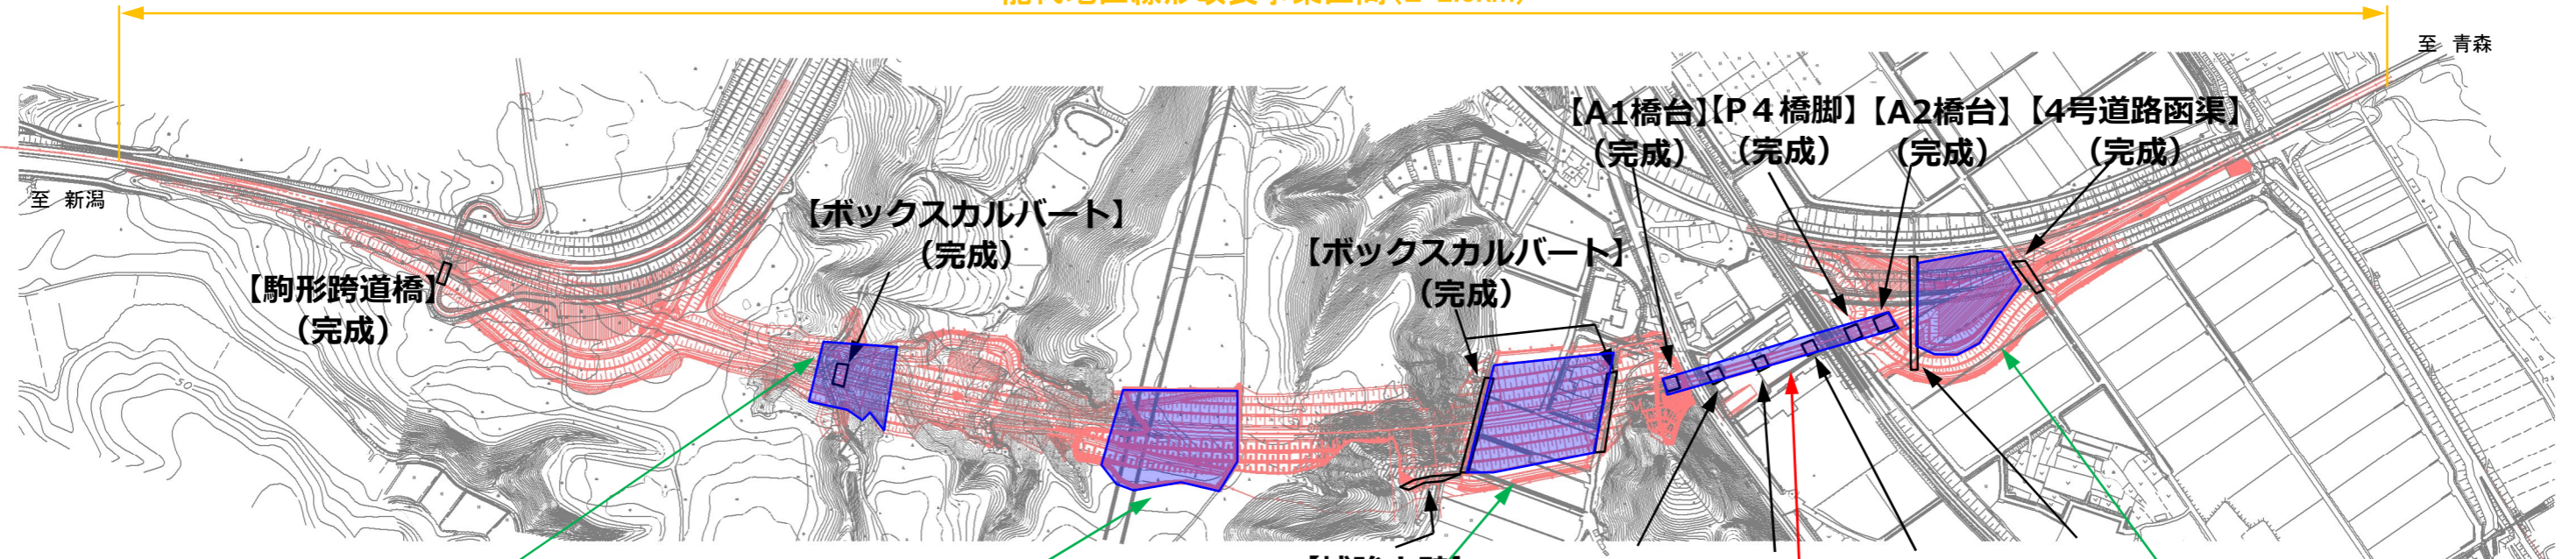 至 青森
【A1橋台】【P4橋脚】【A2橋台】【4号道路函渠】
（完成） （完成） （完成） （完成）
至 新潟
【ボックスカルバート】
（完成）
【ボックスカルバート】
（完成）
【駒形跨道橋】
（完成）
50